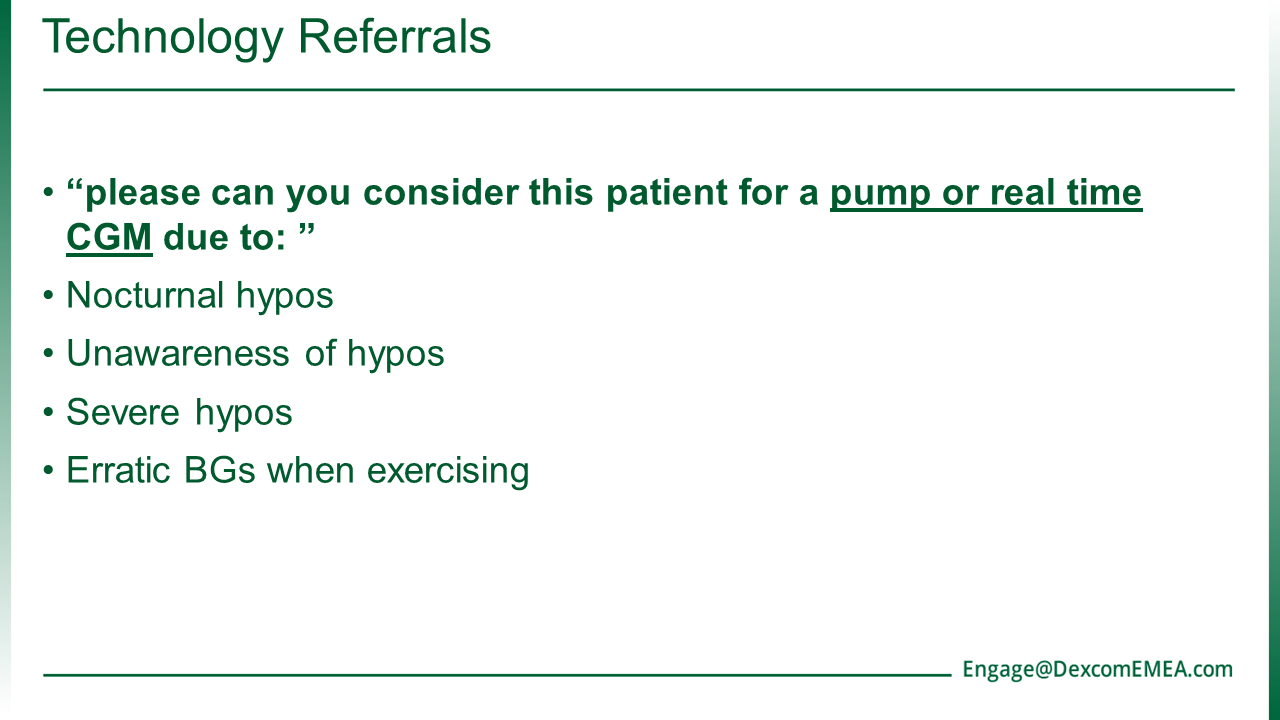 Technology Referrals
• “please can you consider this patient for a pump or real time
CGM due to: ”
• Nocturnal hypos
• Unawareness of hypos
• Severe hypos
• Erratic BGs when exercising
Engage@DexcomEMEA.com